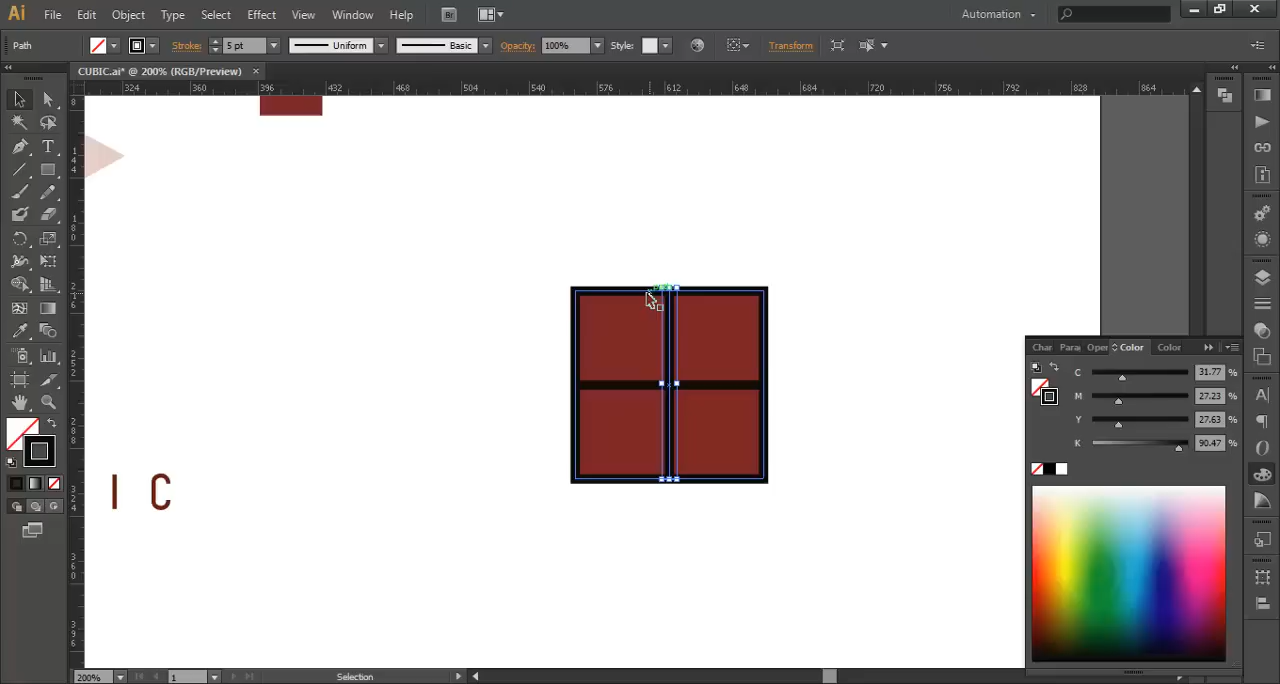 Ai File Edit Object Type Select Effect View Window Help Br Automation
Path Stroke: 5 pt Uniform Basic Opacity: 100% Style: Transform
CUBIC.ai* @ 200% (RGB/Preview)
324 360 396 432 468 504 540 576 612 648 684 720 756 792 828 864
I C
Char Para Oper Color Color
C 31.77 %
M 27.23 %
Y 27.63 %
K 90.47 %
200% 1 Selection